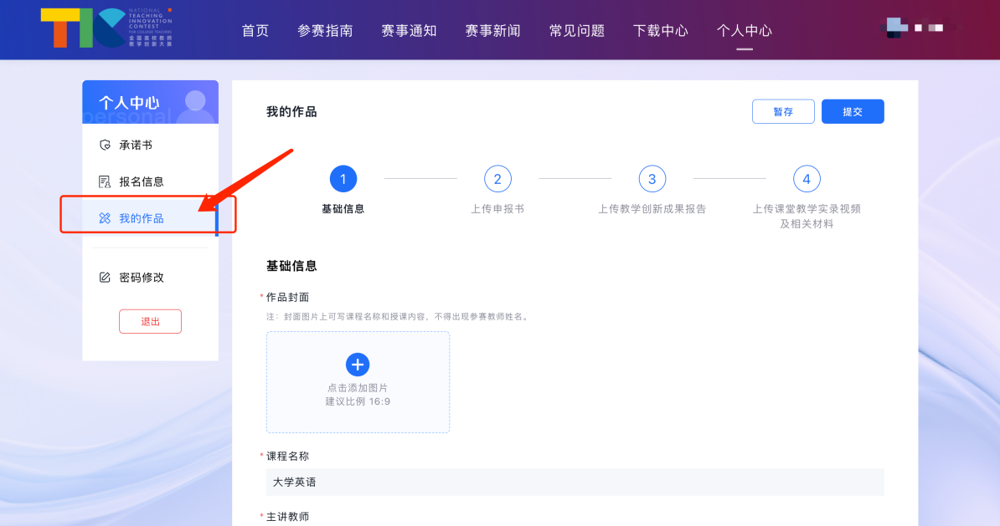 TIC
NATIONAL
TEACHING
INNOVATION
CONTEST
FOR COLLEGE TEACHERS
全国高校教师
教学创新大赛
首页 参赛指南 赛事通知 赛事新闻 常见问题 下载中心 个人中心
个人中心
personal
承诺书
报名信息
我的作品
密码修改
退出
我的作品
暂存
提交
1 2 3 4
基础信息 上传申报书 上传教学创新成果报告 上传课堂教学实录视频
及相关材料
基础信息
*作品封面
注：封面图片上可写课程名称和授课内容，不得出现参赛教师姓名。
点击添加图片
建议比例 16:9
*课程名称
大学英语
*主讲教师